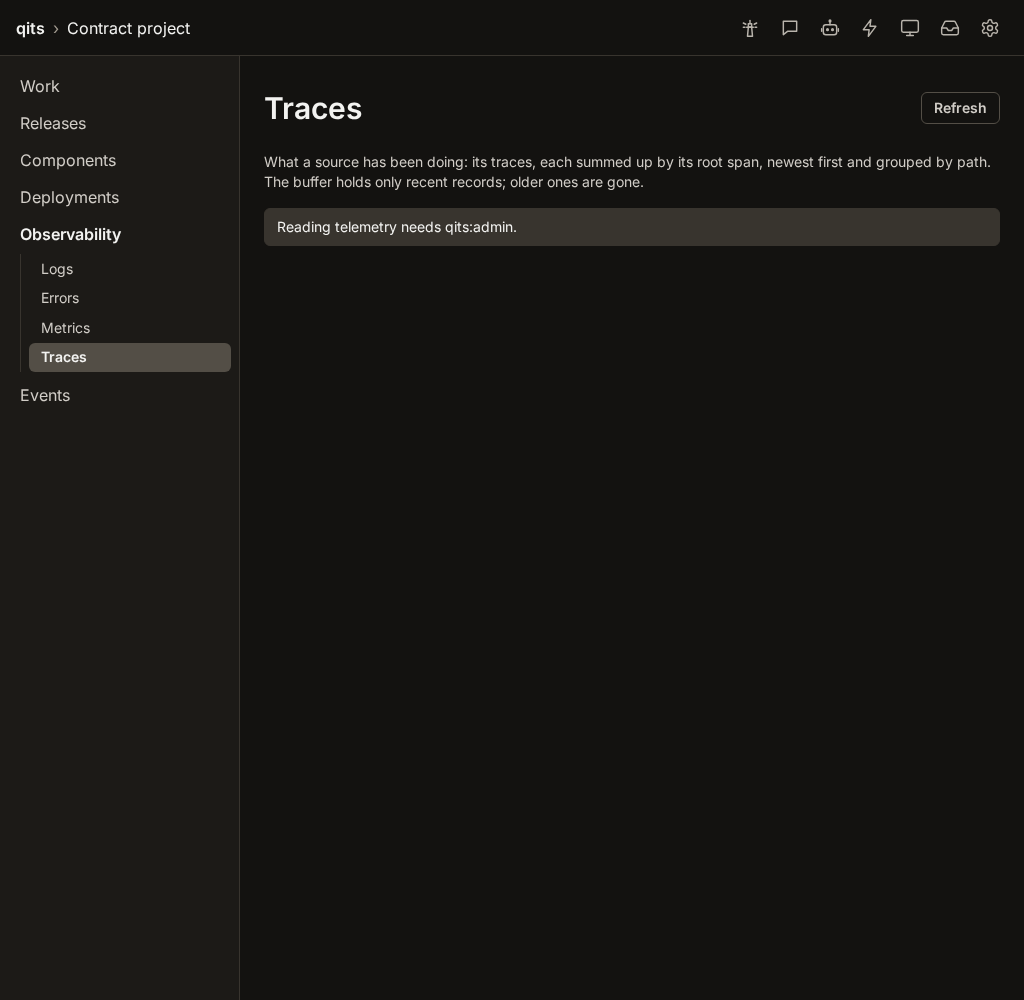 qits › Contract project
Work
Releases
Components
Deployments
Observability
Logs
Errors
Metrics
Traces
Events
Traces
Refresh
What a source has been doing: its traces, each summed up by its root span, newest first and grouped by path.
The buffer holds only recent records; older ones are gone.
Reading telemetry needs qits:admin.